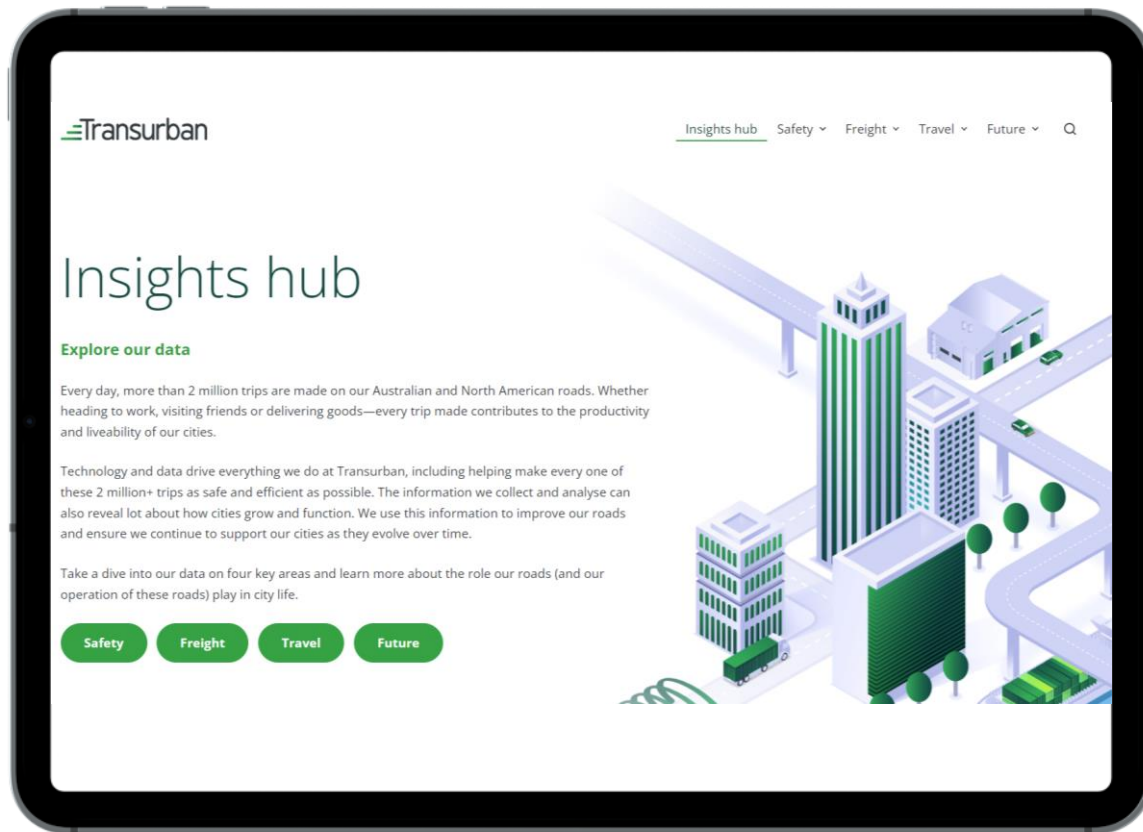 Transurban
Insights hub Safety Freight Travel Future
Insights hub
Explore our data
Every day, more than 2 million trips are made on our Australian and North American roads. Whether
heading to work, visiting friends or delivering goods—every trip made contributes to the productivity
and liveability of our cities.
Technology and data drive everything we do at Transurban, including helping make every one of
these 2 million+ trips as safe and efficient as possible. The information we collect and analyse can
also reveal lot about how cities grow and function. We use this information to improve our roads
and ensure we continue to support our cities as they evolve over time.
Take a dive into our data on four key areas and learn more about the role our roads (and our
operation of these roads) play in city life.
Safety Freight Travel Future